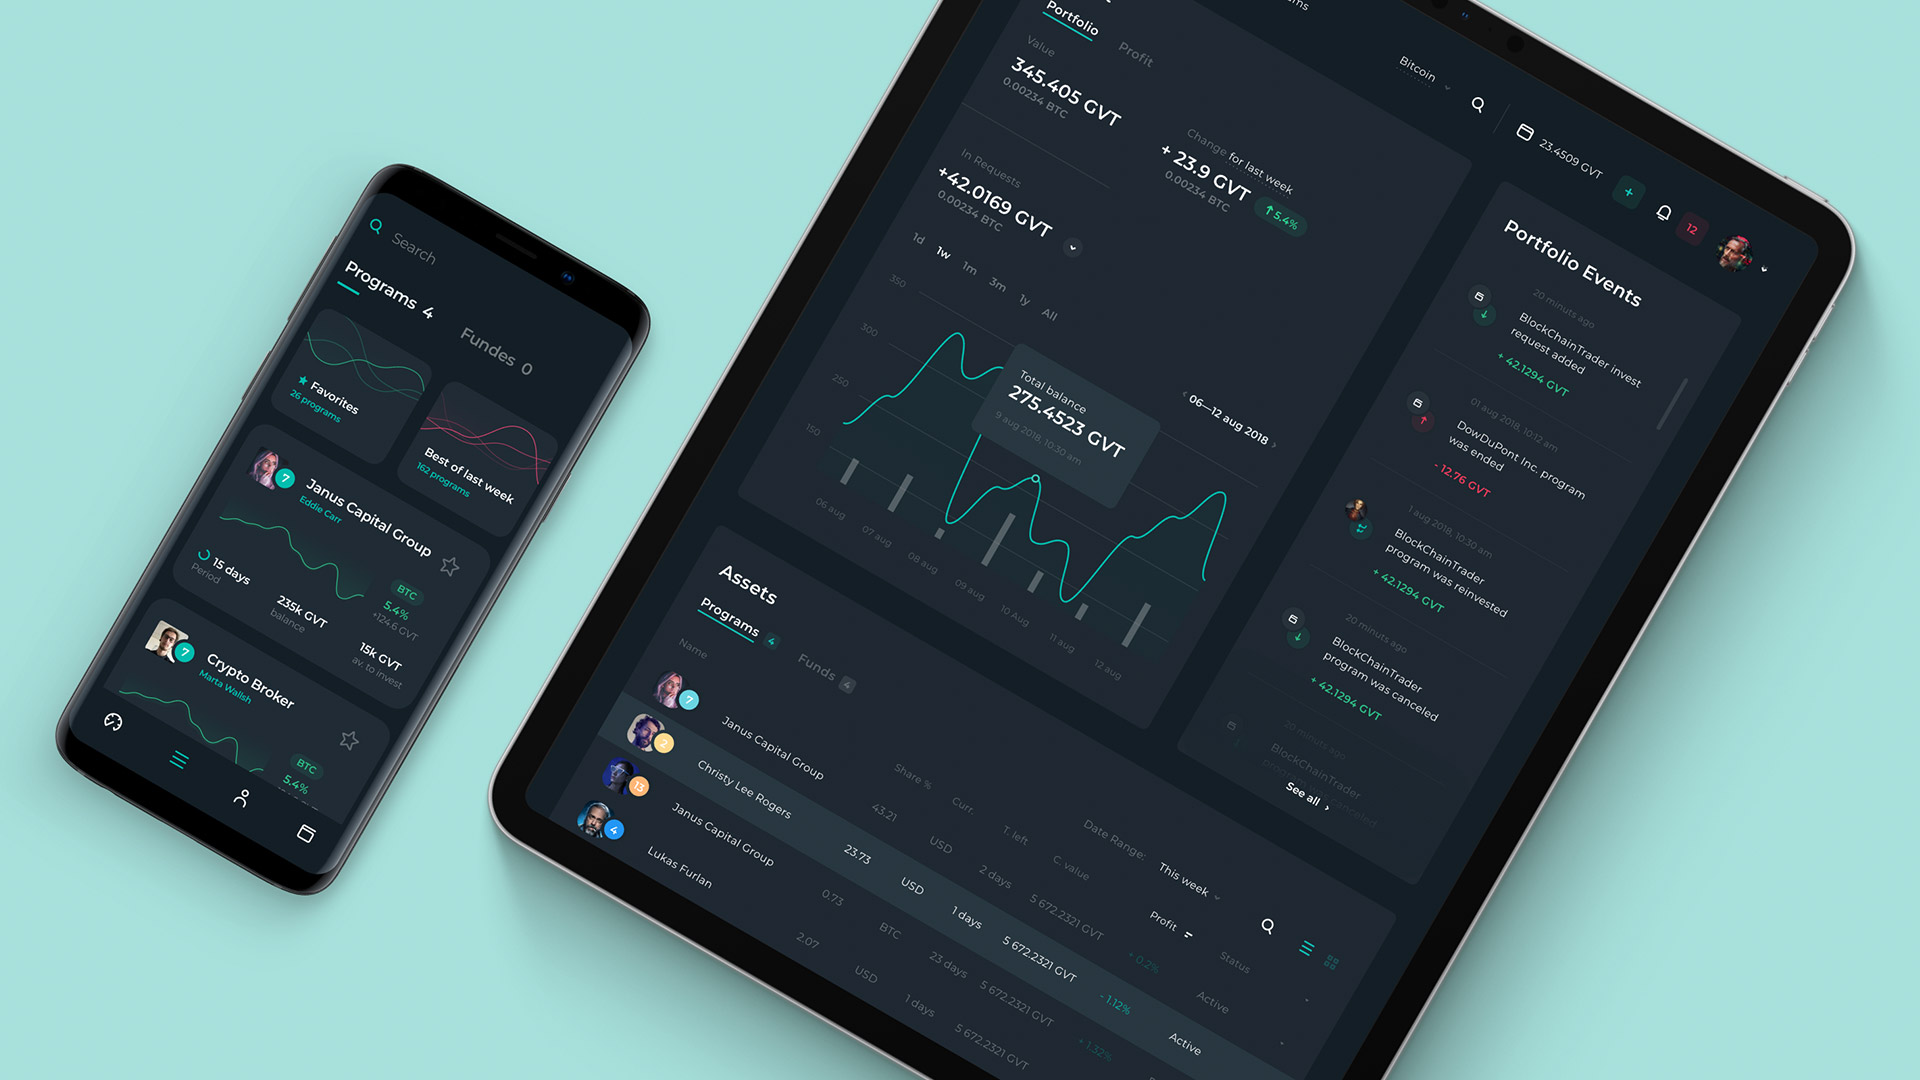 Search
Programs 4
Fundes 0
Favorites
26 programs
Best of last week
162 programs
7
Janus Capital Group
Eddie Carr
15 days
Period
235k GVT
balance
BTC
5.4%
+124.6 GVT
15k GVT
av. to invest
7
Crypto Broker
Marta Wallsh
BTC
5.4%
Portfolio
Profit
Value
345.405 GVT
0.00234 BTC
Change for last week
+ 23.9 GVT
0.00234 BTC
5.4%
In Requests
+42.0169 GVT
0.00234 BTC
1d
1w
1m
3m
1y
All
06—12 aug 2018
350
300
250
150
Total balance
275.4523 GVT
9 aug 2018, 10:30 am
06 aug
07 aug
08 aug
09 aug
10 Aug
11 aug
12 aug
Bitcoin
23.4509 GVT
+
12
Portfolio Events
20 minuts ago
BlockChainTrader invest
request added
+ 42.1294 GVT
01 aug 2018, 10:12 am
DowDuPont Inc. program
was ended
- 12.76 GVT
1 aug 2018, 10:30 am
BlockChainTrader
program was reinvested
+ 42.1294 GVT
20 minuts ago
BlockChainTrader
program was canceled
+ 42.1294 GVT
20 minuts ago
BlockChainTrader
program was canceled
See all
Assets
Programs 4
Funds 4
Date Range:
This week
Name
Share %
Curr.
T. left
C. value
Profit
Status
7
Janus Capital Group
43.21
USD
2 days
5 672.2321 GVT
+ 0.2%
Active
2
Christy Lee Rogers
23.73
USD
1 days
5 672.2321 GVT
- 1.12%
Active
13
Janus Capital Group
0.73
BTC
23 days
5 672.2321 GVT
+ 1.32%
4
Lukas Furlan
2.07
USD
1 days
5 672.2321 GVT